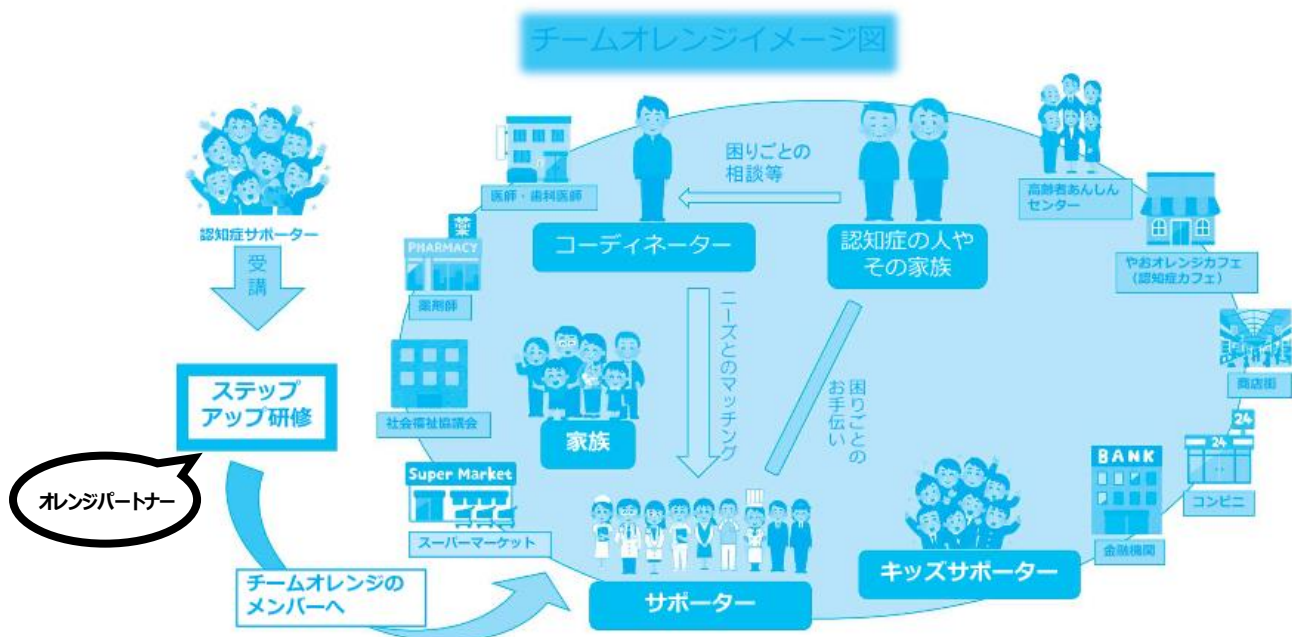 チームオレンジイメージ図
認知症サポーター
受講
ステップ
アップ研修
オレンジパートナー
チームオレンジの
メンバーへ
医師・歯科医師
薬
PHARMACY
薬剤師
社会福祉協議会
Super Market
スーパーマーケット
コーディネーター
困りごとの
相談等
認知症の人や
その家族
ニーズとのマッチング
困りごとの
お手伝い
家族
サポーター
キッズサポーター
高齢者あんしん
センター
やおオレンジカフェ
(認知症カフェ)
商店街
24
24
コンビニ
BANK
金融機関